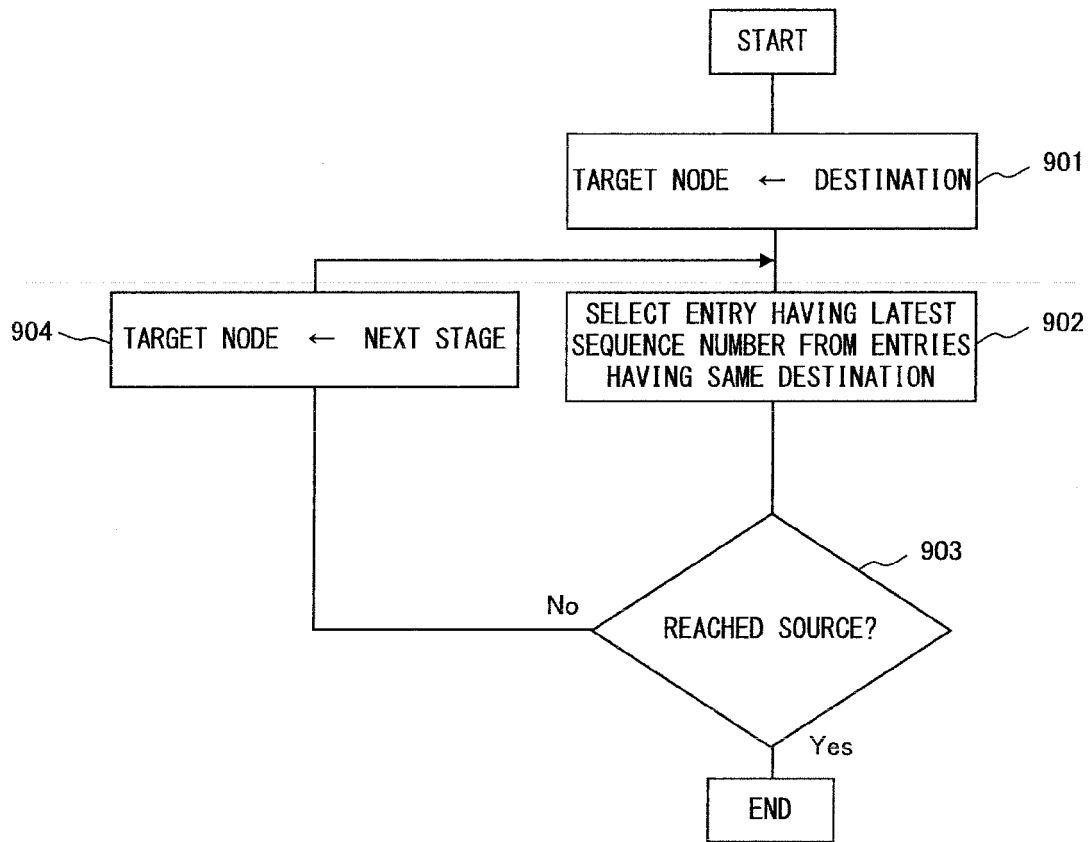 START
TARGET NODE ← DESTINATION
901
904
TARGET NODE ← NEXT STAGE
SELECT ENTRY HAVING LATEST
SEQUENCE NUMBER FROM ENTRIES
HAVING SAME DESTINATION
902
903
No
REACHED SOURCE?
Yes
END